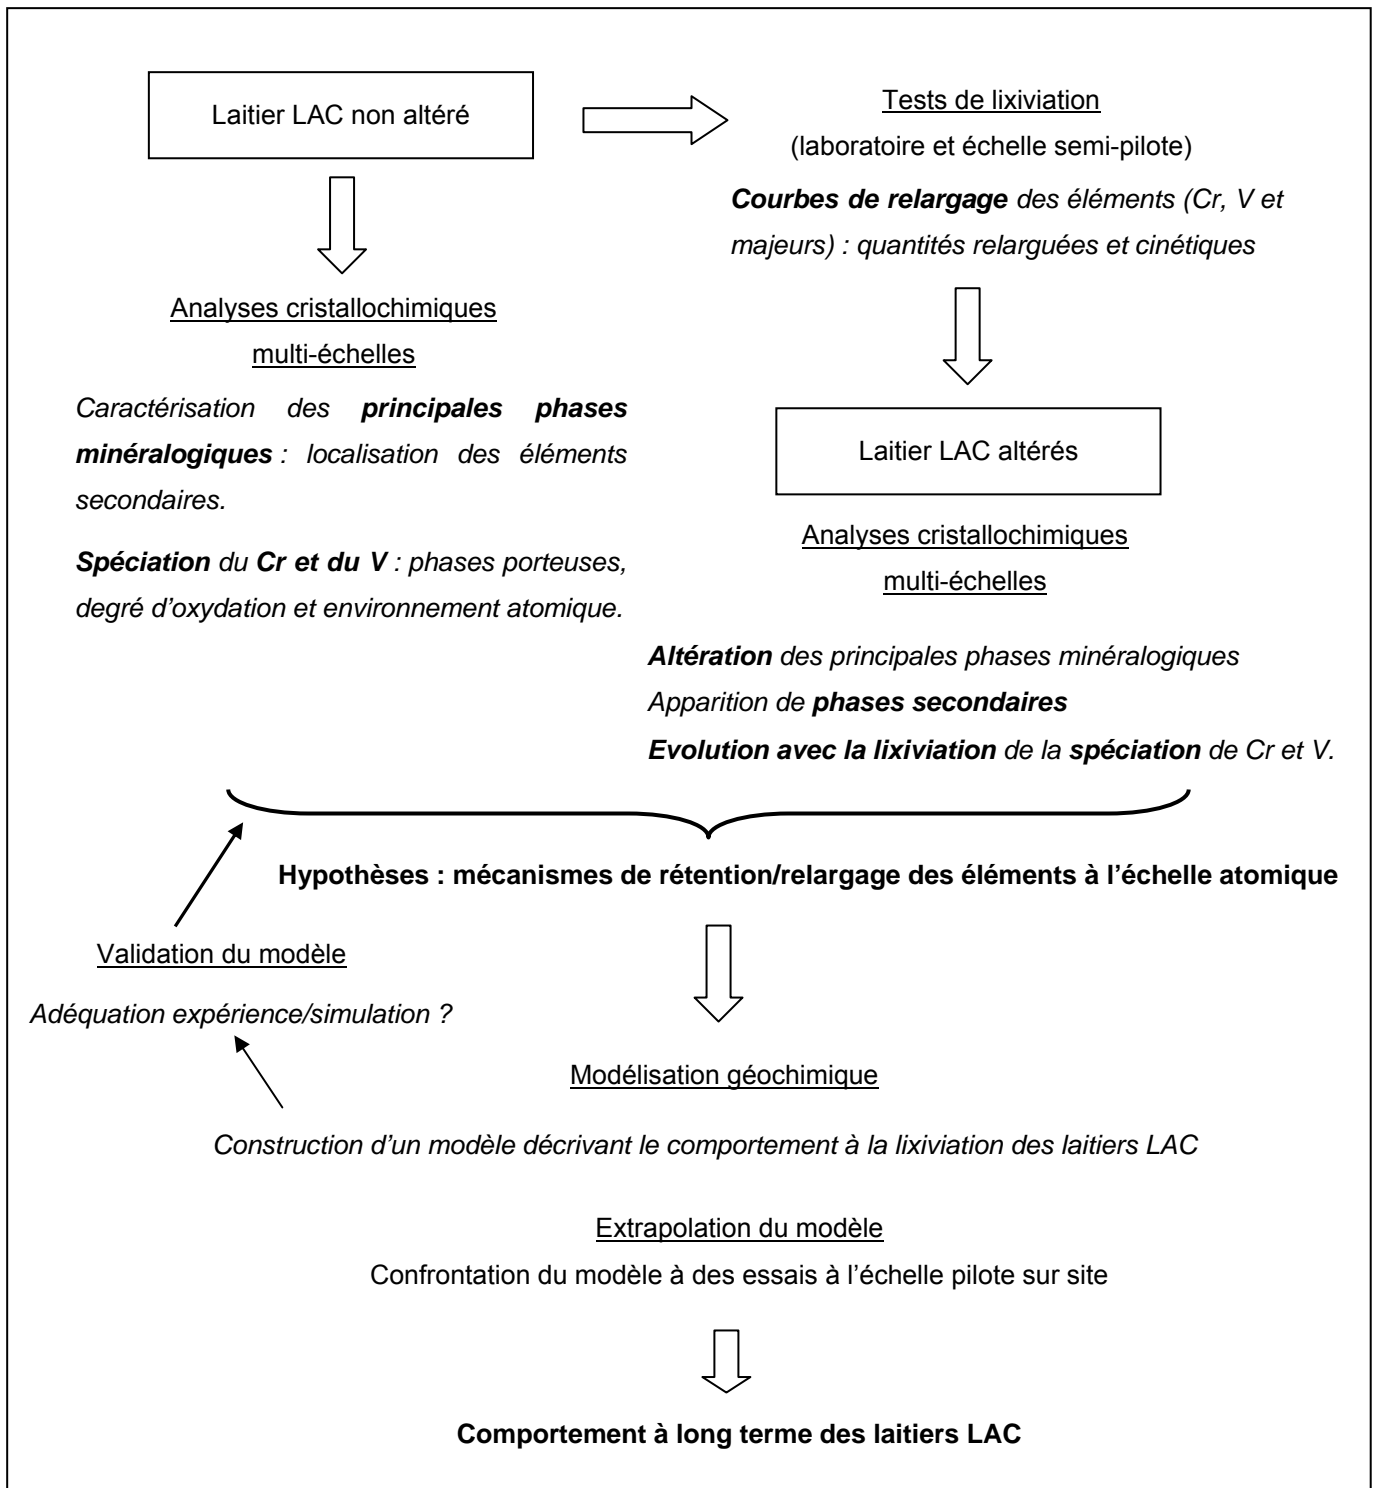 Laitier LAC non altéré
Tests de lixiviation
(laboratoire et échelle semi-pilote)
Courbes de relargage des éléments (Cr, V et
majeurs) : quantités relarguées et cinétiques
Analyses cristallochimiques
multi-échelles
Caractérisation des principales phases
minéralogiques : localisation des éléments
secondaires.
Spéciation du Cr et du V : phases porteuses,
degré d’oxydation et environnement atomique.
Laitier LAC altérés
Analyses cristallochimiques
multi-échelles
Altération des principales phases minéralogiques
Apparition de phases secondaires
Evolution avec la lixiviation de la spéciation de Cr et V.
Hypothèses : mécanismes de rétention/relargage des éléments à l’échelle atomique
Validation du modèle
Adéquation expérience/simulation ?
Modélisation géochimique
Construction d’un modèle décrivant le comportement à la lixiviation des laitiers LAC
Extrapolation du modèle
Confrontation du modèle à des essais à l’échelle pilote sur site
Comportement à long terme des laitiers LAC